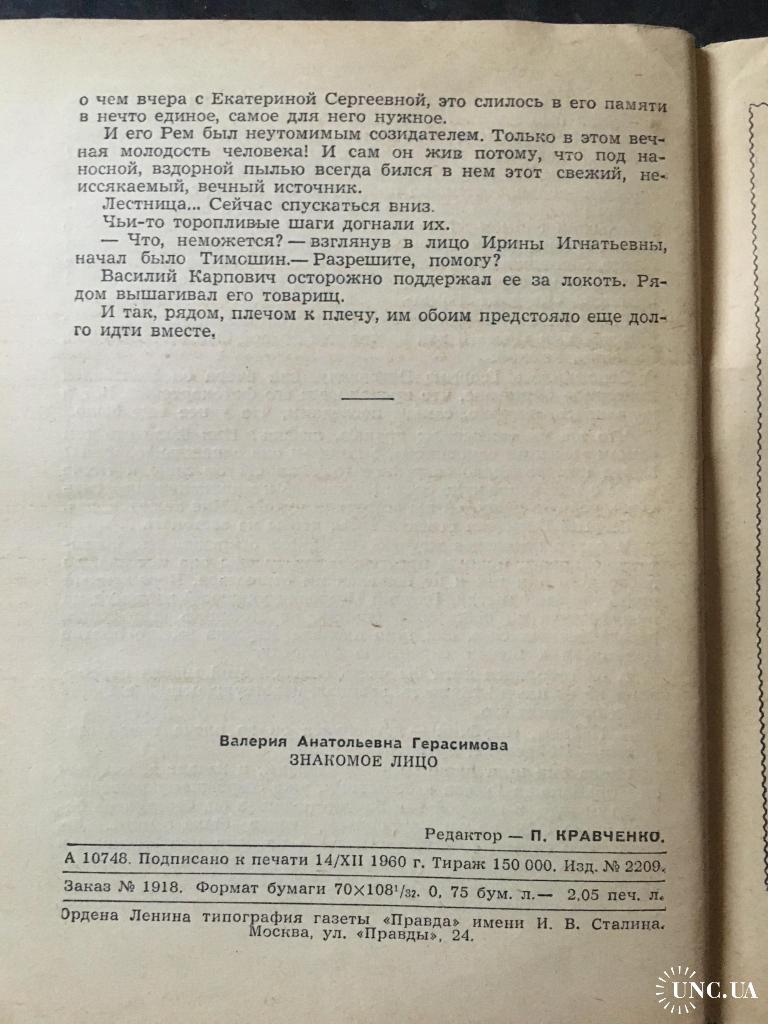 о чем вчера с Екатериной Сергеевной, это слилось в его памяти
в нечто единое, самое для него нужное.
И его Рем был неутомимым созидателем. Только в этом веч-
ная молодость человека! И сам он жив потому, что под на-
носной, вздорной пылью всегда бился в нем этот свежий, не-
иссякаемый, вечный источник.
Лестница... Сейчас спускаться вниз.
Чьи-то торопливые шаги догнали их.
— Что, неможется? — взглянув в лицо Ирины Игнатьевны,
начал было Тимошин.— Разрешите, помогу?
Василий Карпович осторожно поддержал ее за локоть. Ря-
дом вышагивал его товарищ.
И так, рядом, плечом к плечу, им обоим предстояло еще дол-
го идти вместе.
Валерия Анатольевна Герасимова
ЗНАКОМОЕ ЛИЦО
Редактор — П. КРАВЧЕНКО.
А 10748. Подписано к печати 14/XII 1960 г. Тираж 150 000. Изд. № 2209.
Заказ № 1918. Формат бумаги 70×108¹/₃₂. 0, 75 бум. л.— 2,05 печ. л.
Ордена Ленина типография газеты «Правда» имени И. В. Сталина.
Москва, ул. «Правды», 24.
UNC.UA